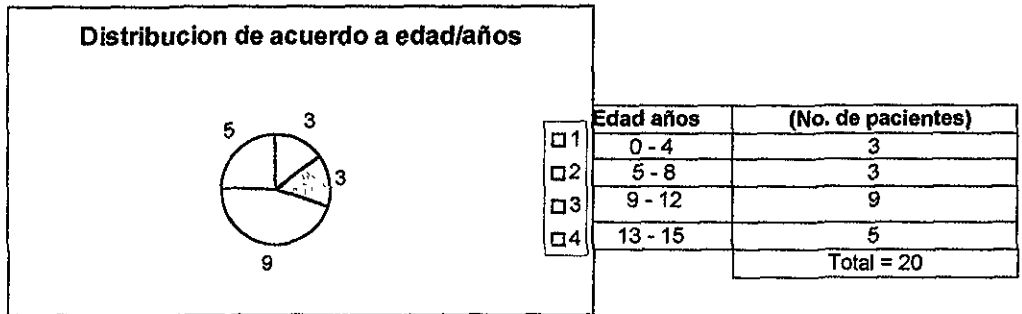 Distribucion de acuerdo a edad/años
5
3
3
9
1
2
3
4
Edad años (No. de pacientes)
0 - 4 3
5 - 8 3
9 - 12 9
13 - 15 5
Total = 20